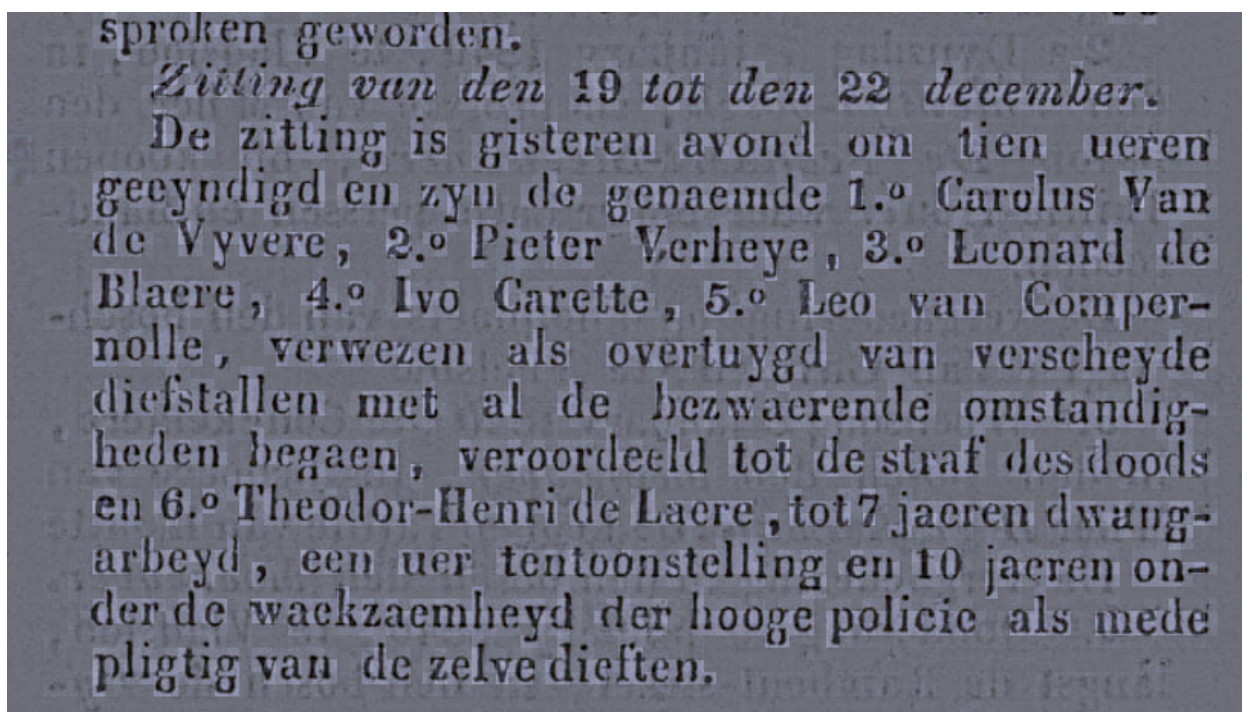 sproken geworden.
Zitting van den 19 tot den 22 december.
De zitting is gisteren avond om tien ueren
geeyndigd en zyn de genaemde 1.º Carolus Van
de Vyvere, 2.º Pieter Verheye, 3.º Leonard de
Blaere, 4.º Ivo Carette, 5.º Leo van Comper-
nolle, verwezen als overtuygd van verscheyde
diefstallen met al de bezwaerende omstandig-
heden begaen, veroordeeld tot de straf des doods
en 6.º Theodor-Henri de Laere, tot 7 jaeren dwang-
arbeyd, een uer tentoonstelling en 10 jaeren on-
der de waekzaemheyd der hooge policie als mede
pligtig van de zelve dieften.